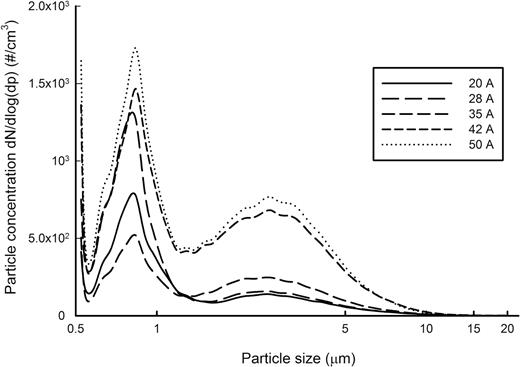 Particle concentration dN/dlog(dp) (#/cm³)
2.0x10³
1.5x10³
10³
5.0x10²
0
0.5
1
5
10
15
20
Particle size (μm)
20 A
28 A
35 A
42 A
50 A